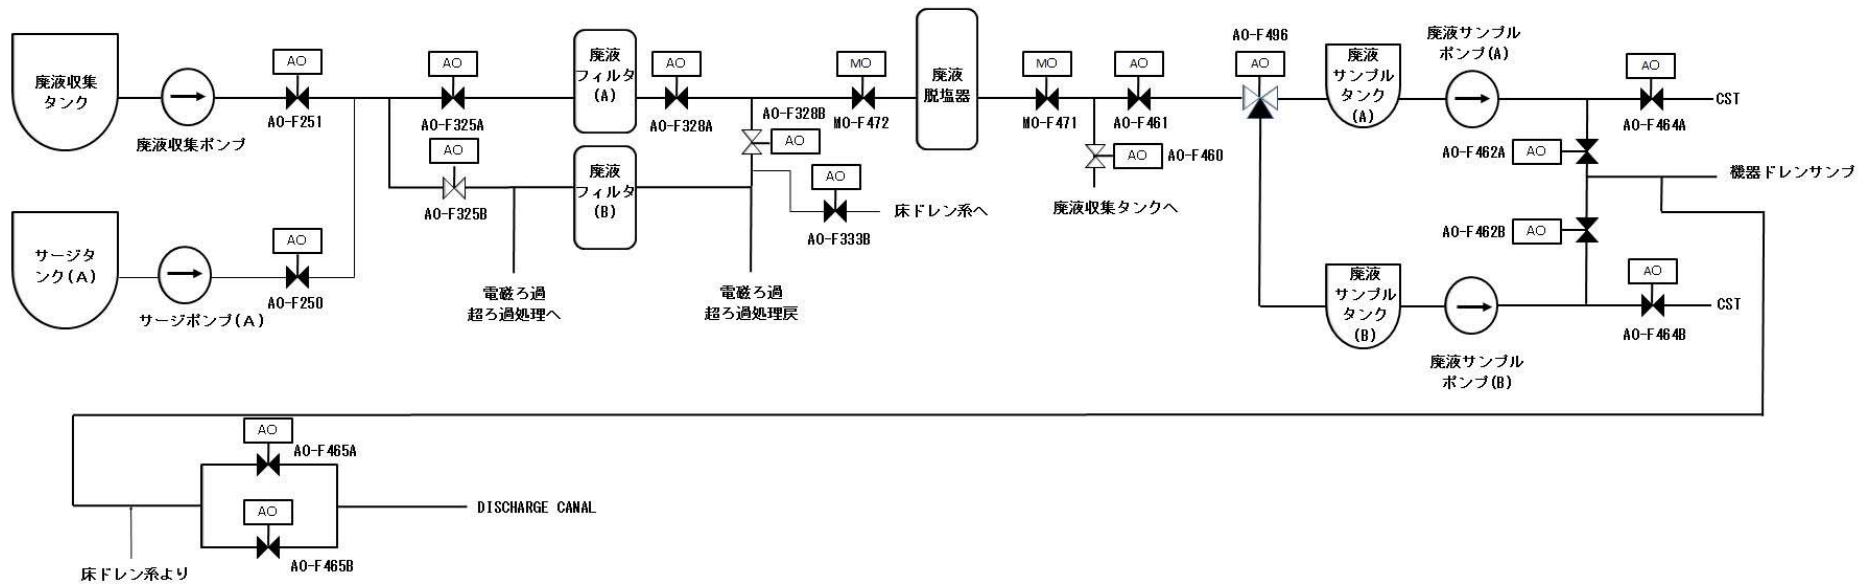 廃液収集
タンク
廃液収集ポンプ
AO
AO-F251
サージタ
ンク(A)
サージポンプ(A)
AO
AO-F250
AO
AO-F325A
AO
AO-F325B
廃液
フィルタ
(A)
廃液
フィルタ
(B)
電磁ろ過
超ろ過処理へ
AO
AO-F328A
AO-F328B
AO
電磁ろ過
超ろ過処理戻
AO
AO-F333B
床ドレン系へ
MO
MO-F472
廃液
脱塩器
MO
MO-F471
AO
AO-F461
AO
AO-F460
廃液収集タンクへ
AO-F496
AO
廃液
サンプル
タンク
(A)
廃液サンプル
ポンプ(A)
AO
AO-F464A
CST
AO-F462A
AO
機器ドレンサンプ
AO-F462B
AO
廃液
サンプル
タンク
(B)
廃液サンプル
ポンプ(B)
AO
AO-F464B
CST
AO
AO-F465A
AO
AO-F465B
DISCHARGE CANAL
床ドレン系より